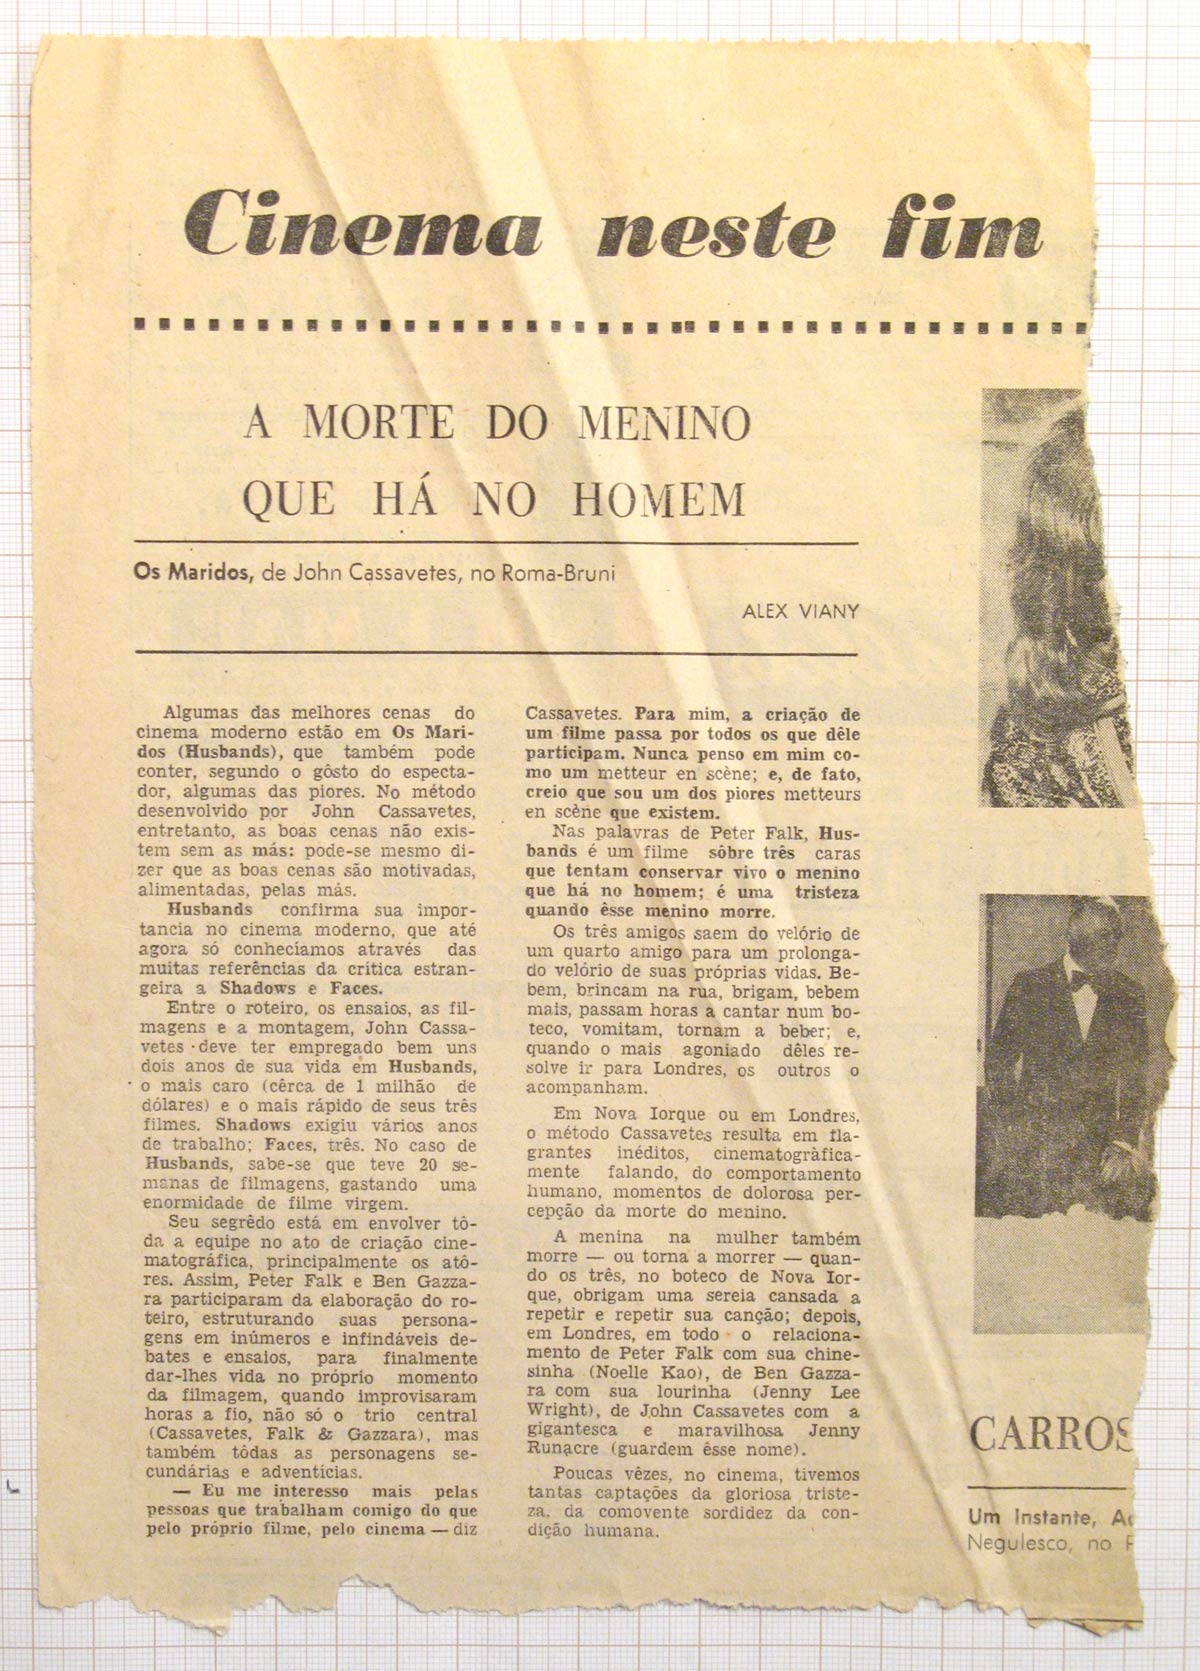 Cinema neste fim
A MORTE DO MENINO
QUE HÁ NO HOMEM
Os Maridos, de John Cassavetes, no Roma-Bruni
ALEX VIANY
Algumas das melhores cenas do
cinema moderno estão em Os Mari-
dos (Husbands), que também pode
conter, segundo o gôsto do especta-
dor, algumas das piores. No método
desenvolvido por John Cassavetes,
entretanto, as boas cenas não exis-
tem sem as más: pode-se mesmo di-
zer que as boas cenas são motivadas,
alimentadas, pelas más.
Husbands confirma sua impor-
tancia no cinema moderno, que até
agora só conhecíamos através das
muitas referências da crítica estran-
geira a Shadows e Faces.
Entre o roteiro, os ensaios, as fil-
magens e a montagem, John Cassa-
vetes deve ter empregado bem uns
dois anos de sua vida em Husbands,
o mais caro (cêrca de 1 milhão de
dólares) e o mais rápido de seus três
filmes. Shadows exigiu vários anos
de trabalho; Faces, três. No caso de
Husbands, sabe-se que teve 20 se-
manas de filmagens, gastando uma
enormidade de filme virgem.
Seu segrêdo está em envolver tô-
da a equipe no ato de criação cine-
matográfica, principalmente os atô-
res. Assim, Peter Falk e Ben Gazza-
ra participaram da elaboração do ro-
teiro, estruturando suas persona-
gens em inúmeros e infindáveis de-
bates e ensaios, para finalmente
dar-lhes vida no próprio momento
da filmagem, quando improvisaram
horas a fio, não só o trio central
(Cassavetes, Falk & Gazzara), mas
também tôdas as personagens se-
cundárias e adventícias.
— Eu me interesso mais pelas
pessoas que trabalham comigo do que
pelo próprio filme, pelo cinema — diz
Cassavetes. Para mim, a criação de
um filme passa por todos os que dêle
participam. Nunca penso em mim co-
mo um metteur en scène; e, de fato,
creio que sou um dos piores metteurs
en scène que existem.
Nas palavras de Peter Falk, Hus-
bands é um filme sôbre três caras
que tentam conservar vivo o menino
que há no homem; é uma tristeza
quando êsse menino morre.
Os três amigos saem do velório de
um quarto amigo para um prolonga-
do velório de suas próprias vidas. Be-
bem, brincam na rua, brigam, bebem
mais, passam horas a cantar num bo-
teco, vomitam, tornam a beber; e,
quando o mais agoniado dêles re-
solve ir para Londres, os outros o
acompanham.
Em Nova Iorque ou em Londres,
o método Cassavetes resulta em fla-
grantes inéditos, cinematogràfica-
mente falando, do comportamento
humano, momentos de dolorosa per-
cepção da morte do menino.
A menina na mulher também
morre — ou torna a morrer — quan-
do os três, no boteco de Nova Ior-
que, obrigam uma sereia cansada a
repetir e repetir sua canção; depois,
em Londres, em todo o relaciona-
mento de Peter Falk com sua chine-
sinha (Noelle Kao), de Ben Gazza-
ra com sua lourinha (Jenny Lee
Wright), de John Cassavetes com a
gigantesca e maravilhosa Jenny
Runacre (guardem êsse nome).
Poucas vêzes, no cinema, tivemos
tantas captações da gloriosa triste-
za, da comovente sordidez da con-
dição humana.
CARROS
Um Instante,
Negulesco, no